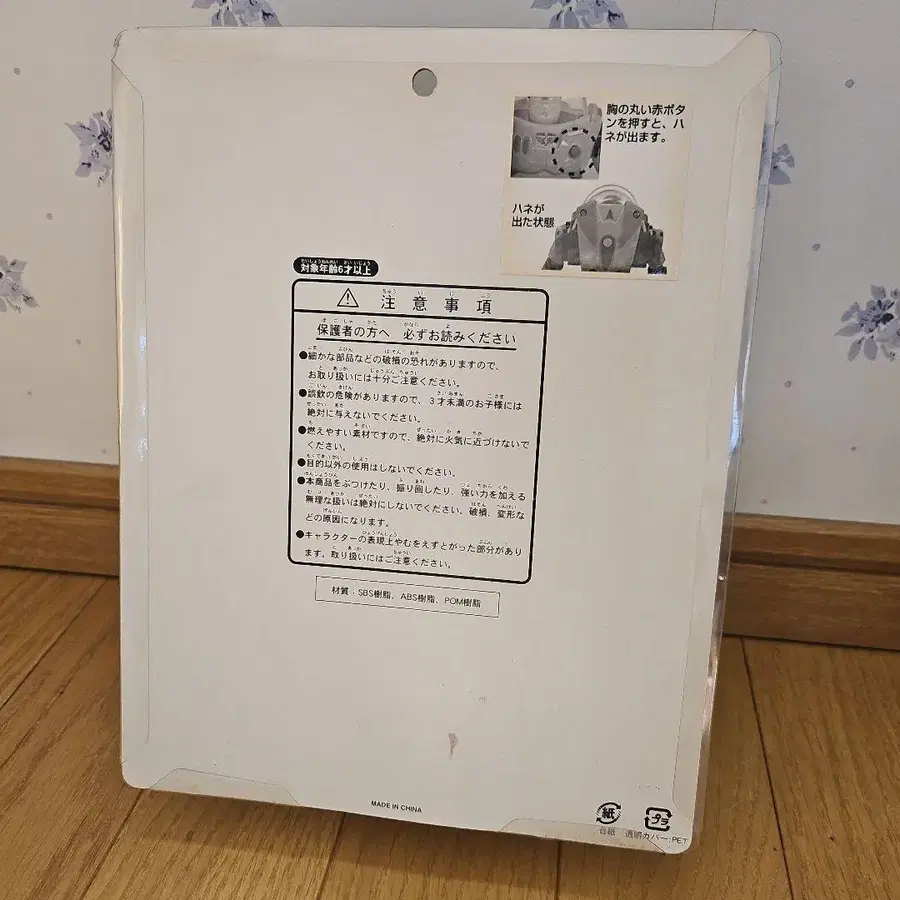 胸の丸い赤ボタ
ンを押すと、ハ
ネが出ます。
ハネが
出た状態
対象年齢6才以上
注意事項
保護者の方へ 必ずお読みください
●細かな部品などの破損の恐れがありますので、
お取り扱いには十分ご注意ください。
●誤飲の危険がありますので、3才未満のお子様には
絶対に与えないでください。
●燃えやすい素材ですので、絶対に火気に近づけないで
ください。
●目的以外の使用はしないでください。
●本商品をぶつけたり、振り回したり、強い力を加える
無理な扱いは絶対にしないでください。破損、変形な
どの原因になります。
●キャラクターの表現上やむをえずとがった部分があり
ます。取り扱いにはご注意ください。
材質:SBS樹脂、ABS樹脂、POM樹脂
MADE IN CHINA
紙
プラ
台紙 透明カバー:PET